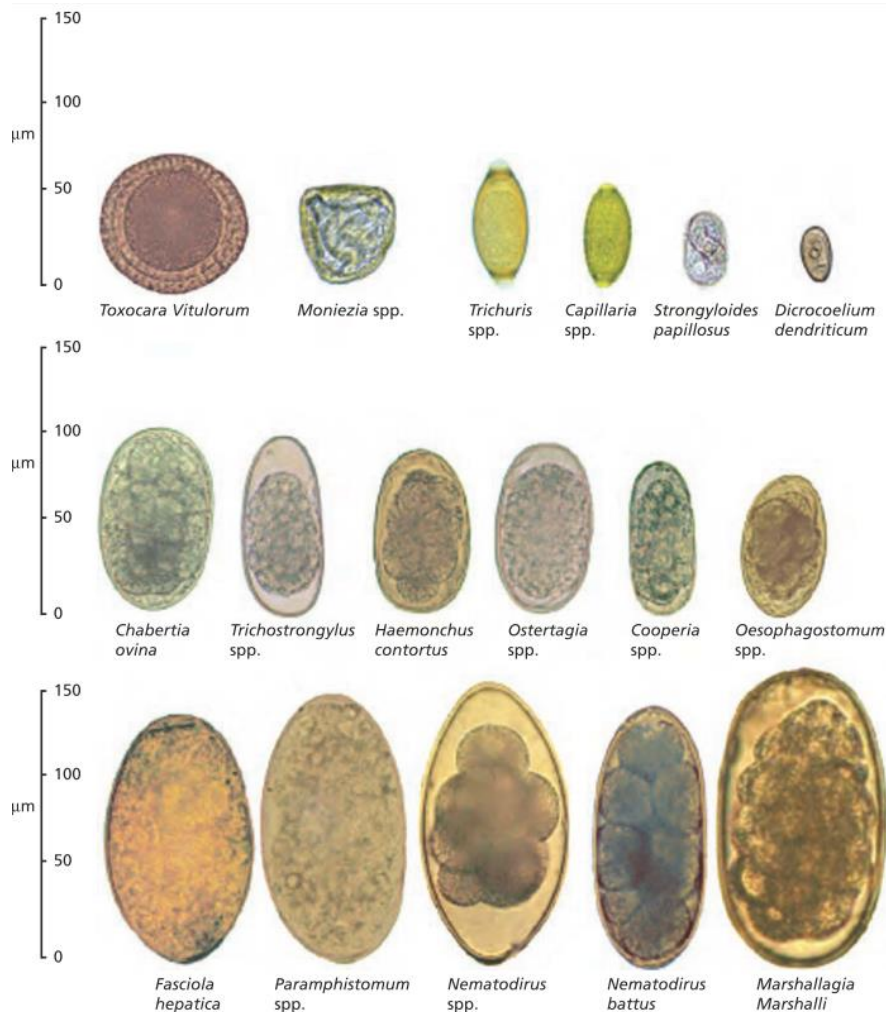 150
100
μm
50
0
Toxocara Vitulorum
Moniezia spp.
Trichuris
spp.
Capillaria
spp.
Strongyloides
papillosus
Dicrocoelium
dendriticum
150
100
μm
50
0
Chabertia
ovina
Trichostrongylus
spp.
Haemonchus
contortus
Ostertagia
spp.
Cooperia
spp.
Oesophagostomum
spp.
150
100
μm
50
0
Fasciola
hepatica
Paramphistomum
spp.
Nematodirus
spp.
Nematodirus
battus
Marshallagia
Marshalli